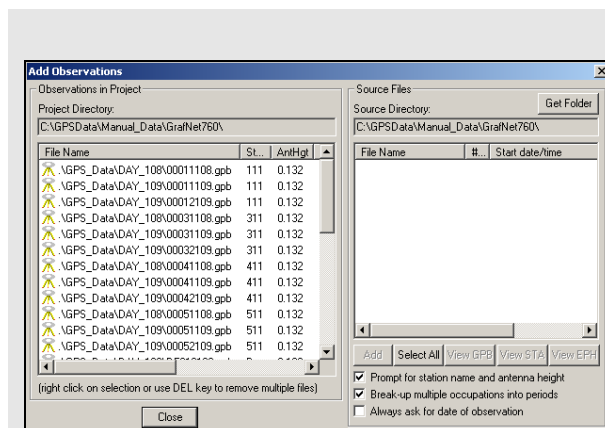 Add Observations
Observations in Project
Project Directory:
C:\GPSData\Manual_Data\GrafNet760\
File Name St... AntHgt
.\GPS_Data\DAY_108\00011108.gpb 111 0.132
.\GPS_Data\DAY_109\00011109.gpb 111 0.132
.\GPS_Data\DAY_109\00012109.gpb 111 0.132
.\GPS_Data\DAY_108\00031108.gpb 311 0.132
.\GPS_Data\DAY_109\00031109.gpb 311 0.132
.\GPS_Data\DAY_109\00032109.gpb 311 0.132
.\GPS_Data\DAY_108\00041108.gpb 411 0.132
.\GPS_Data\DAY_109\00041109.gpb 411 0.132
.\GPS_Data\DAY_109\00042109.gpb 411 0.132
.\GPS_Data\DAY_108\00051108.gpb 511 0.132
.\GPS_Data\DAY_109\00051109.gpb 511 0.132
.\GPS_Data\DAY_109\00052109.gpb 511 0.132
(right click on selection or use DEL key to remove multiple files)
Close
Source Files
Source Directory:
Get Folder
C:\GPSData\Manual_Data\GrafNet760\
File Name #... Start date/time
Add Select All View GPB View STA View EPH
Prompt for station name and antenna height
Break-up multiple occupations into periods
Always ask for date of observation